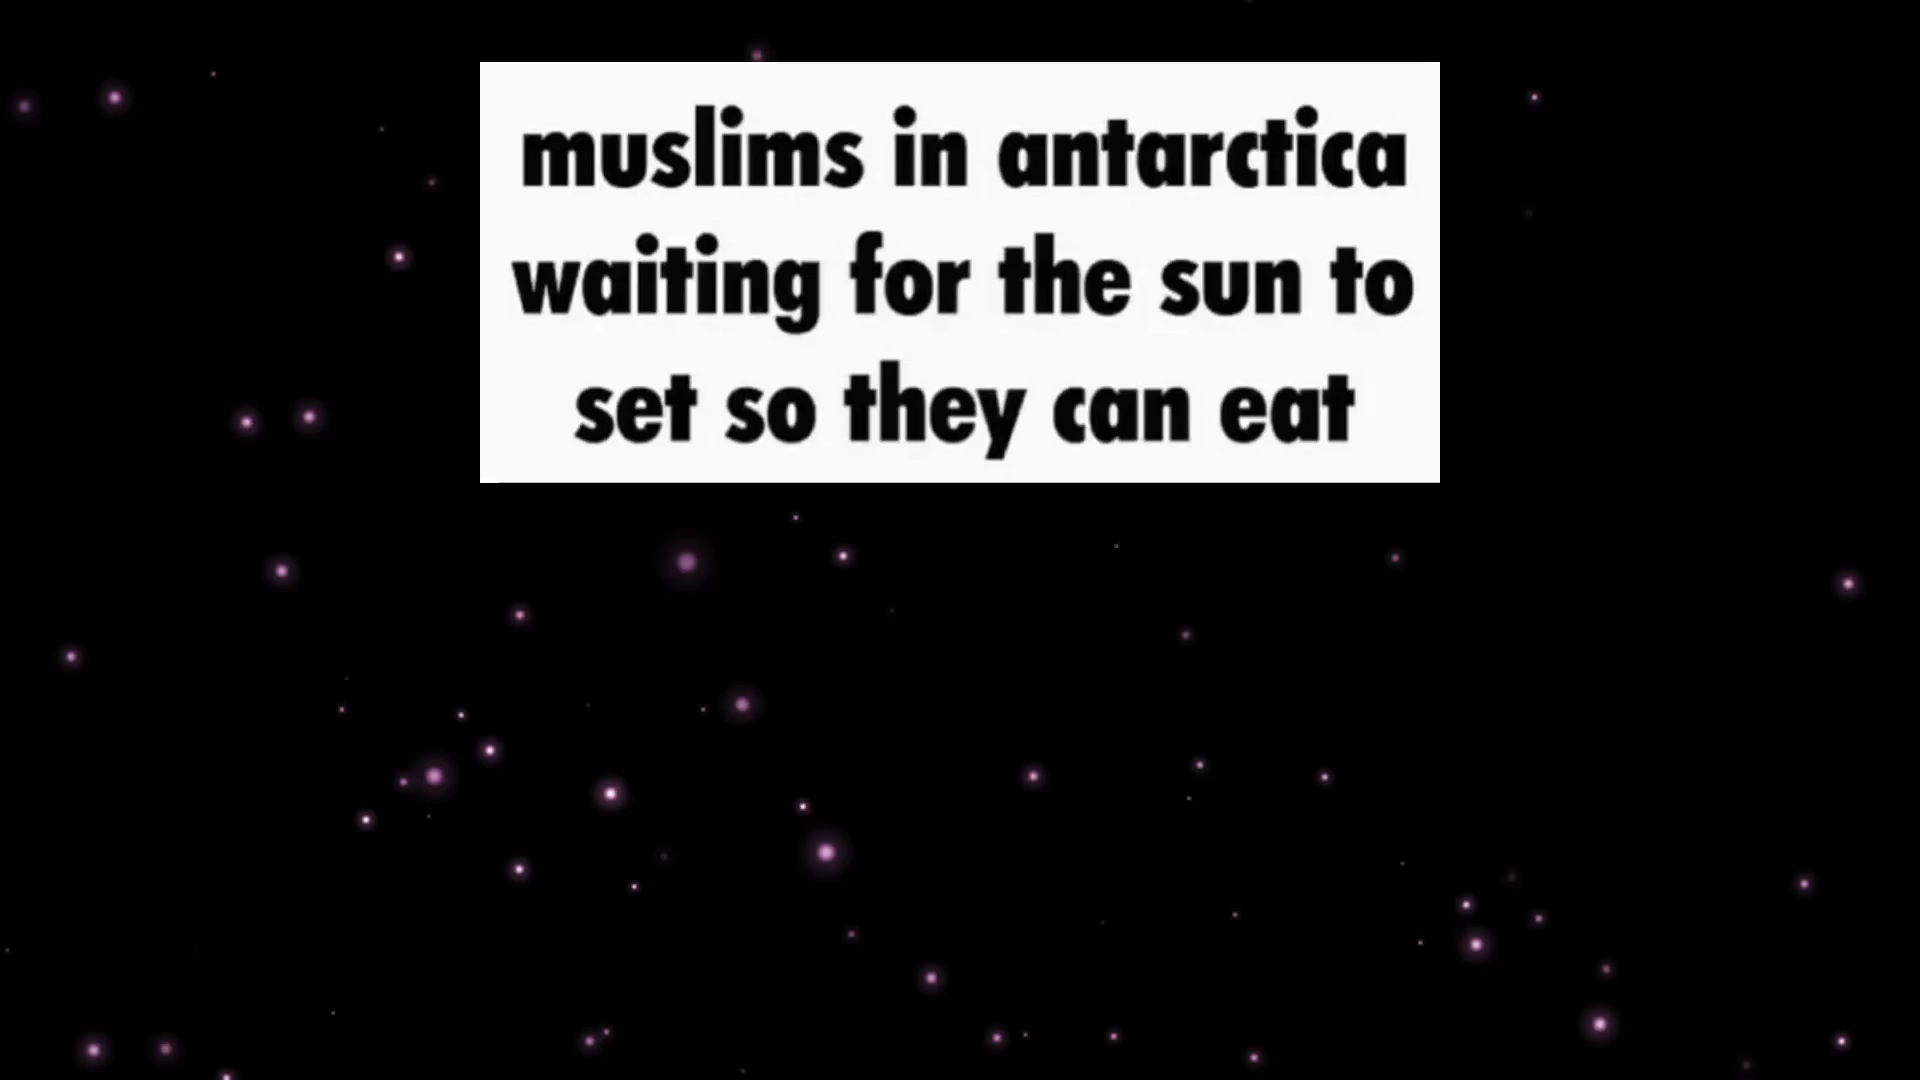 muslims in antarctica
waiting for the sun to
set so they can eat